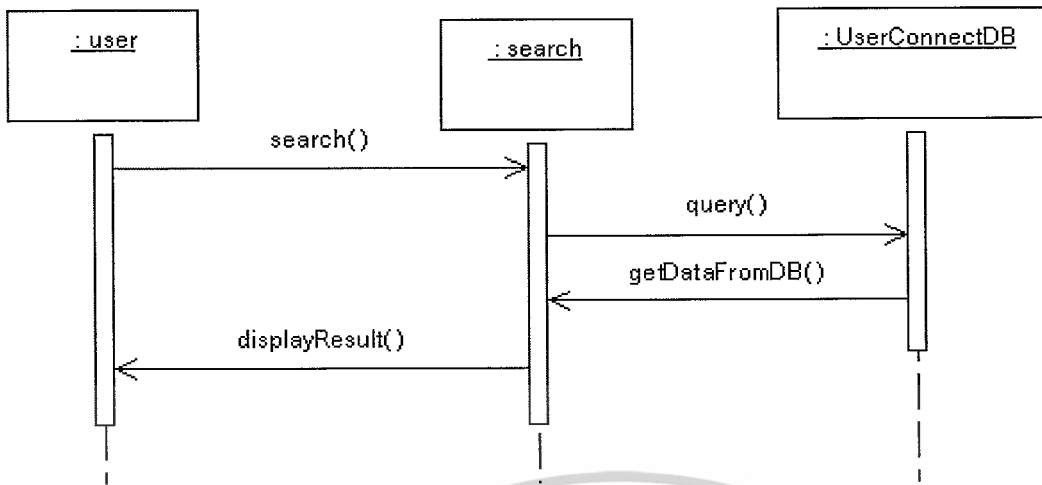 : user
: search
: UserConnectDB
search()
query()
getDataFromDB()
displayResult()